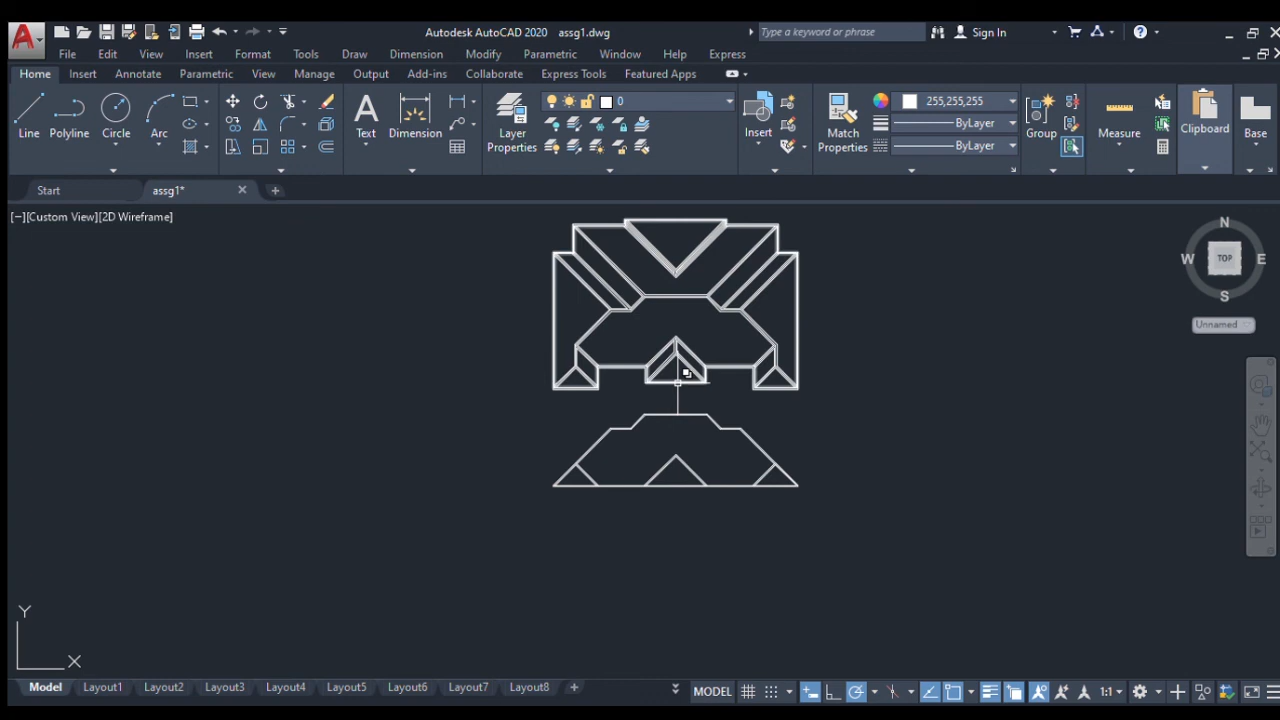 Autodesk AutoCAD 2020 assg1.dwg
Type a keyword or phrase
Sign In
File Edit View Insert Format Tools Draw Dimension Modify Parametric Window Help Express
Home Insert Annotate Parametric View Manage Output Add-ins Collaborate Express Tools Featured Apps
Line Polyline Circle Arc
Text Dimension
Layer
Properties
0
Insert
Match
Properties
255,255,255
ByLayer
ByLayer
Group
Measure
Clipboard
Base
Start assg1*
[−][Custom View][2D Wireframe]
N
W TOP E
S
Unnamed
Y
X
Model Layout1 Layout2 Layout3 Layout4 Layout5 Layout6 Layout7 Layout8
MODEL
1:1